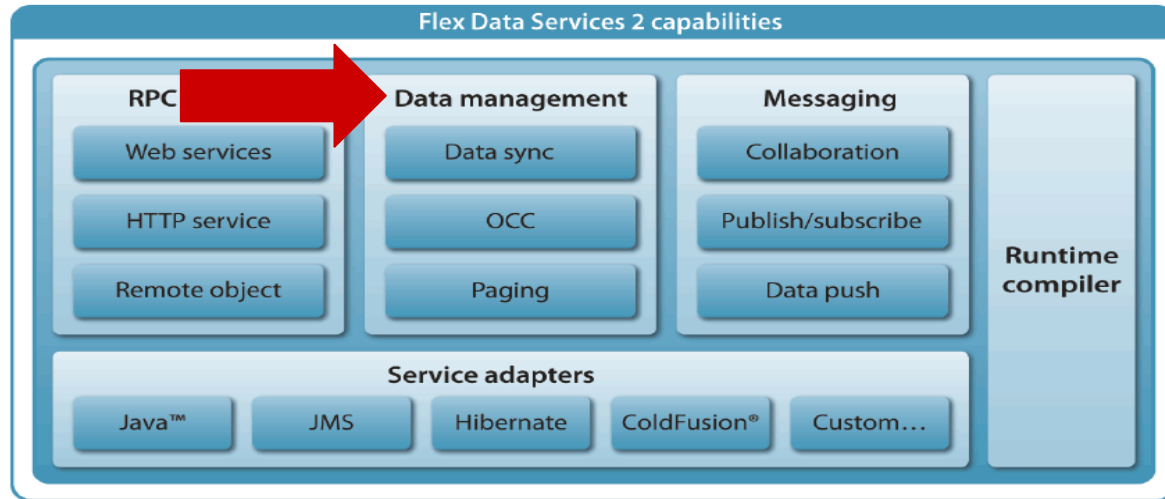 Flex Data Services 2 capabilities
RPC
Web services
HTTP service
Remote object
Data management
Data sync
OCC
Paging
Messaging
Collaboration
Publish/subscribe
Data push
Runtime
compiler
Service adapters
Java™
JMS
Hibernate
ColdFusion®
Custom…